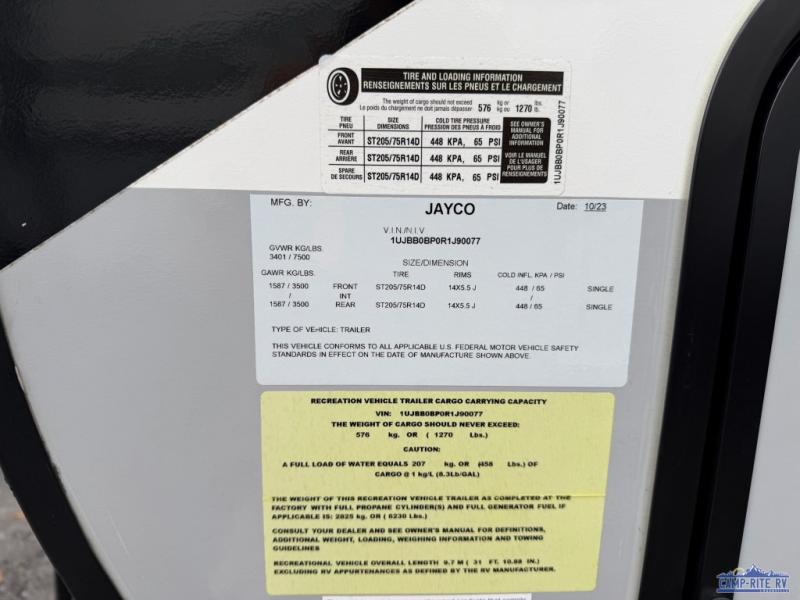 TIRE AND LOADING INFORMATION
RENSEIGNEMENTS SUR LES PNEUS ET LE CHARGEMENT
The weight of cargo should not exceed 576 kg or 1270 lbs.
Le poids du chargement ne doit jamais dépasser kg ou lb.
TIRE PNEU SIZE DIMENSIONS COLD TIRE PRESSURE PRESSION DES PNEUS À FROID
FRONT AVANT ST205/75R14D 448 KPA, 65 PSI
REAR ARRIERE ST205/75R14D 448 KPA, 65 PSI
SPARE DE SECOURS ST205/75R14D 448 KPA, 65 PSI
SEE OWNER'S
MANUAL FOR
ADDITIONAL
INFORMATION
VOIR LE MANUEL
DE L'USAGER
POUR PLUS DE
RENSEIGNEMENTS
1UJBB0BP0R1J90077
MFG. BY: JAYCO Date: 10/23
V.I.N./N.I.V
1UJBB0BP0R1J90077
GVWR KG/LBS.
3401 / 7500
SIZE/DIMENSION
GAWR KG/LBS. TIRE RIMS COLD INFL. KPA / PSI
1587 / 3500 FRONT ST205/75R14D 14X5.5 J 448 / 65 SINGLE
/ INT /
1587 / 3500 REAR ST205/75R14D 14X5.5 J 448 / 65 SINGLE
TYPE OF VEHICLE: TRAILER
THIS VEHICLE CONFORMS TO ALL APPLICABLE U.S. FEDERAL MOTOR VEHICLE SAFETY
STANDARDS IN EFFECT ON THE DATE OF MANUFACTURE SHOWN ABOVE.
RECREATION VEHICLE TRAILER CARGO CARRYING CAPACITY
VIN: 1UJBB0BP0R1J90077
THE WEIGHT OF CARGO SHOULD NEVER EXCEED:
576 kg. OR ( 1270 Lbs.)
CAUTION:
A FULL LOAD OF WATER EQUALS 207 kg. OR (458 Lbs.) OF
CARGO @ 1 kg/L (8.3Lb/GAL)
THE WEIGHT OF THIS RECREATION VEHICLE TRAILER AS COMPLETED AT THE
FACTORY WITH FULL PROPANE CYLINDER(S) AND FULL GENERATOR FUEL IF
APPLICABLE IS: 2825 kg. OR ( 6230 Lbs.)
CONSULT YOUR DEALER AND SEE OWNER'S MANUAL FOR DEFINITIONS,
ADDITIONAL WEIGHT, LOADING, WEIGHING INFORMATION AND TOWING
GUIDELINES
RECREATIONAL VEHICLE OVERALL LENGTH 9.7 M ( 31 FT. 10.88 IN.)
EXCLUDING RV APPURTENANCES AS DEFINED BY THE RV MANUFACTURER.
CAMP-RITE RV